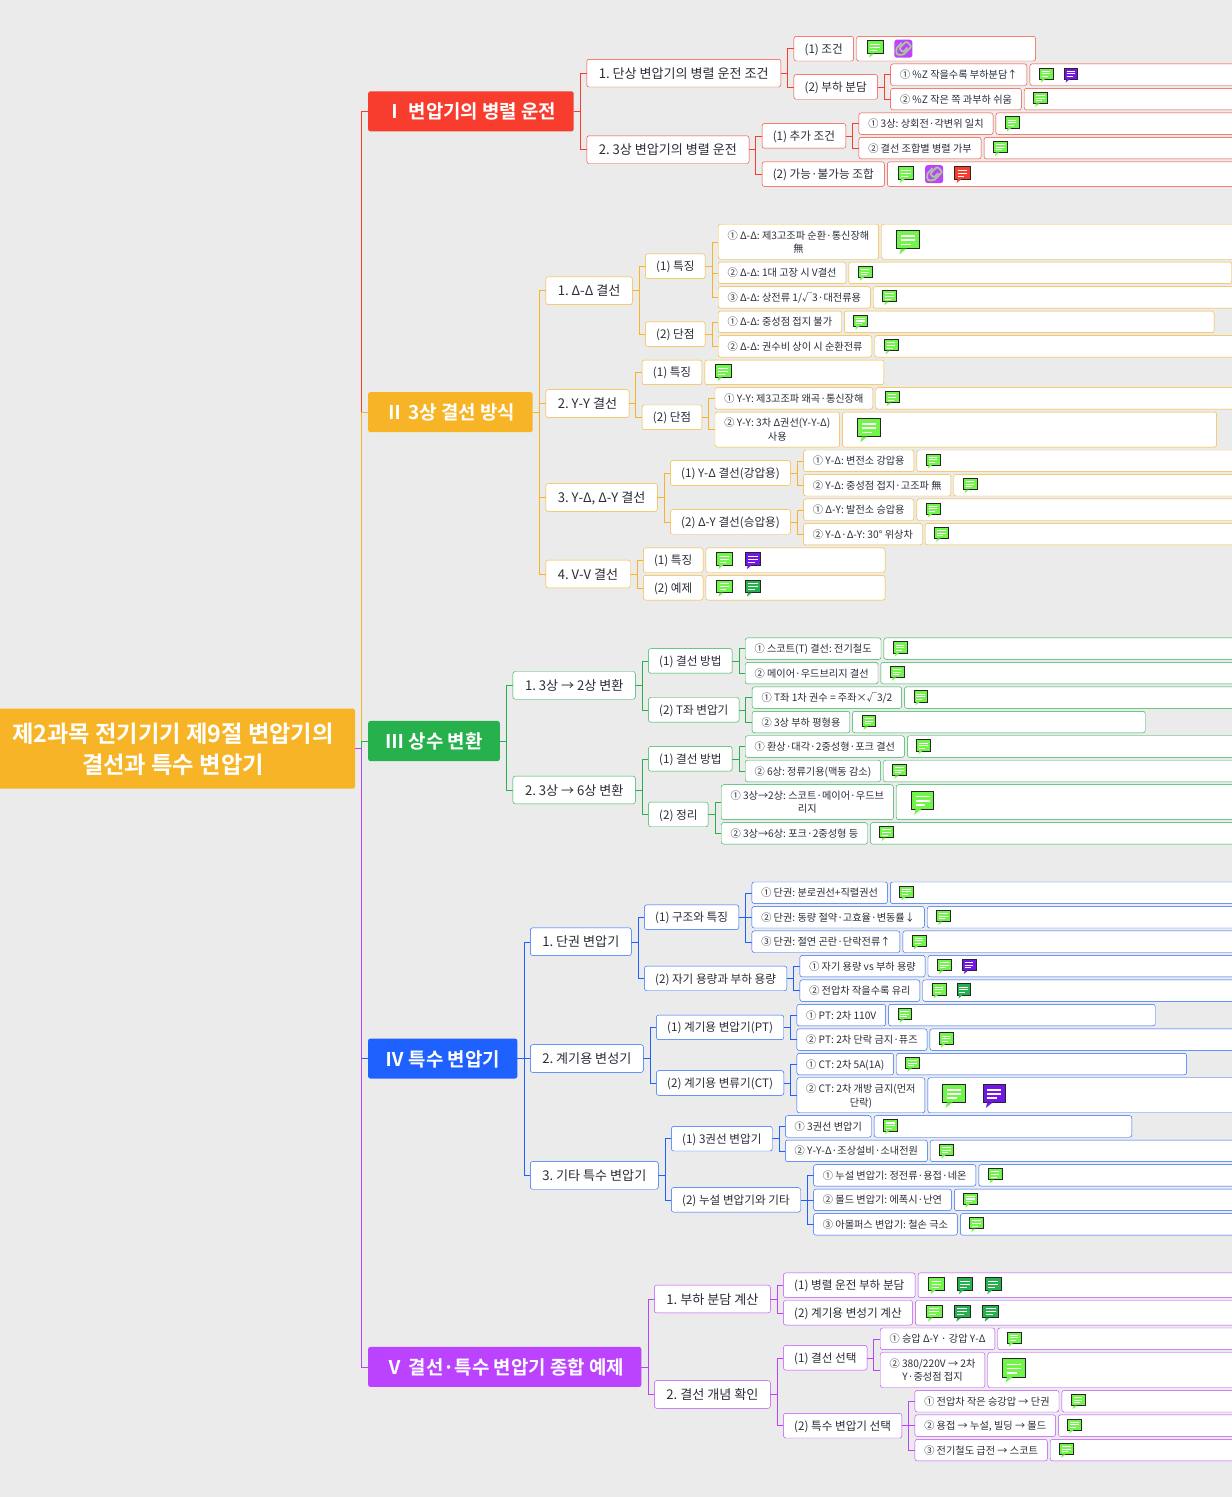 제2과목 전기기기 제9절 변압기의
결선과 특수 변압기
Ⅰ 변압기의 병렬 운전
1. 단상 변압기의 병렬 운전 조건
(1) 조건
(2) 부하 분담
① %Z 작을수록 부하분담↑
② %Z 작은 쪽 과부하 쉬움
2. 3상 변압기의 병렬 운전
(1) 추가 조건
① 3상: 상회전·각변위 일치
② 결선 조합별 병렬 가부
(2) 가능·불가능 조합
Ⅱ 3상 결선 방식
1. Δ-Δ 결선
(1) 특징
① Δ-Δ: 제3고조파 순환·통신장해
無
② Δ-Δ: 1대 고장 시 V결선
③ Δ-Δ: 상전류 1/√3·대전류용
(2) 단점
① Δ-Δ: 중성점 접지 불가
② Δ-Δ: 권수비 상이 시 순환전류
2. Y-Y 결선
(1) 특징
(2) 단점
① Y-Y: 제3고조파 왜곡·통신장해
② Y-Y: 3차 Δ권선(Y-Y-Δ)
사용
3. Y-Δ, Δ-Y 결선
(1) Y-Δ 결선(강압용)
① Y-Δ: 변전소 강압용
② Y-Δ: 중성점 접지·고조파 無
(2) Δ-Y 결선(승압용)
① Δ-Y: 발전소 승압용
② Y-Δ·Δ-Y: 30° 위상차
4. V-V 결선
(1) 특징
(2) 예제
Ⅲ 상수 변환
1. 3상 → 2상 변환
(1) 결선 방법
① 스코트(T) 결선: 전기철도
② 메이어·우드브리지 결선
(2) T좌 변압기
① T좌 1차 권수 = 주좌×√3/2
② 3상 부하 평형용
2. 3상 → 6상 변환
(1) 결선 방법
① 환상·대각·2중성형·포크 결선
② 6상: 정류기용(맥동 감소)
(2) 정리
① 3상→2상: 스코트·메이어·우드브
리지
② 3상→6상: 포크·2중성형 등
Ⅳ 특수 변압기
1. 단권 변압기
(1) 구조와 특징
① 단권: 분로권선+직렬권선
② 단권: 동량 절약·고효율·변동률↓
③ 단권: 절연 곤란·단락전류↑
(2) 자기 용량과 부하 용량
① 자기 용량 vs 부하 용량
② 전압차 작을수록 유리
2. 계기용 변성기
(1) 계기용 변압기(PT)
① PT: 2차 110V
② PT: 2차 단락 금지·퓨즈
(2) 계기용 변류기(CT)
① CT: 2차 5A(1A)
② CT: 2차 개방 금지(먼저
단락)
3. 기타 특수 변압기
(1) 3권선 변압기
① 3권선 변압기
② Y-Y-Δ·조상설비·소내전원
(2) 누설 변압기와 기타
① 누설 변압기: 정전류·용접·네온
② 몰드 변압기: 에폭시·난연
③ 아몰퍼스 변압기: 철손 극소
Ⅴ 결선·특수 변압기 종합 예제
1. 부하 분담 계산
(1) 병렬 운전 부하 분담
(2) 계기용 변성기 계산
2. 결선 개념 확인
(1) 결선 선택
① 승압 Δ-Y · 강압 Y-Δ
② 380/220V → 2차
Y·중성점 접지
(2) 특수 변압기 선택
① 전압차 작은 승강압 → 단권
② 용접 → 누설, 빌딩 → 몰드
③ 전기철도 급전 → 스코트